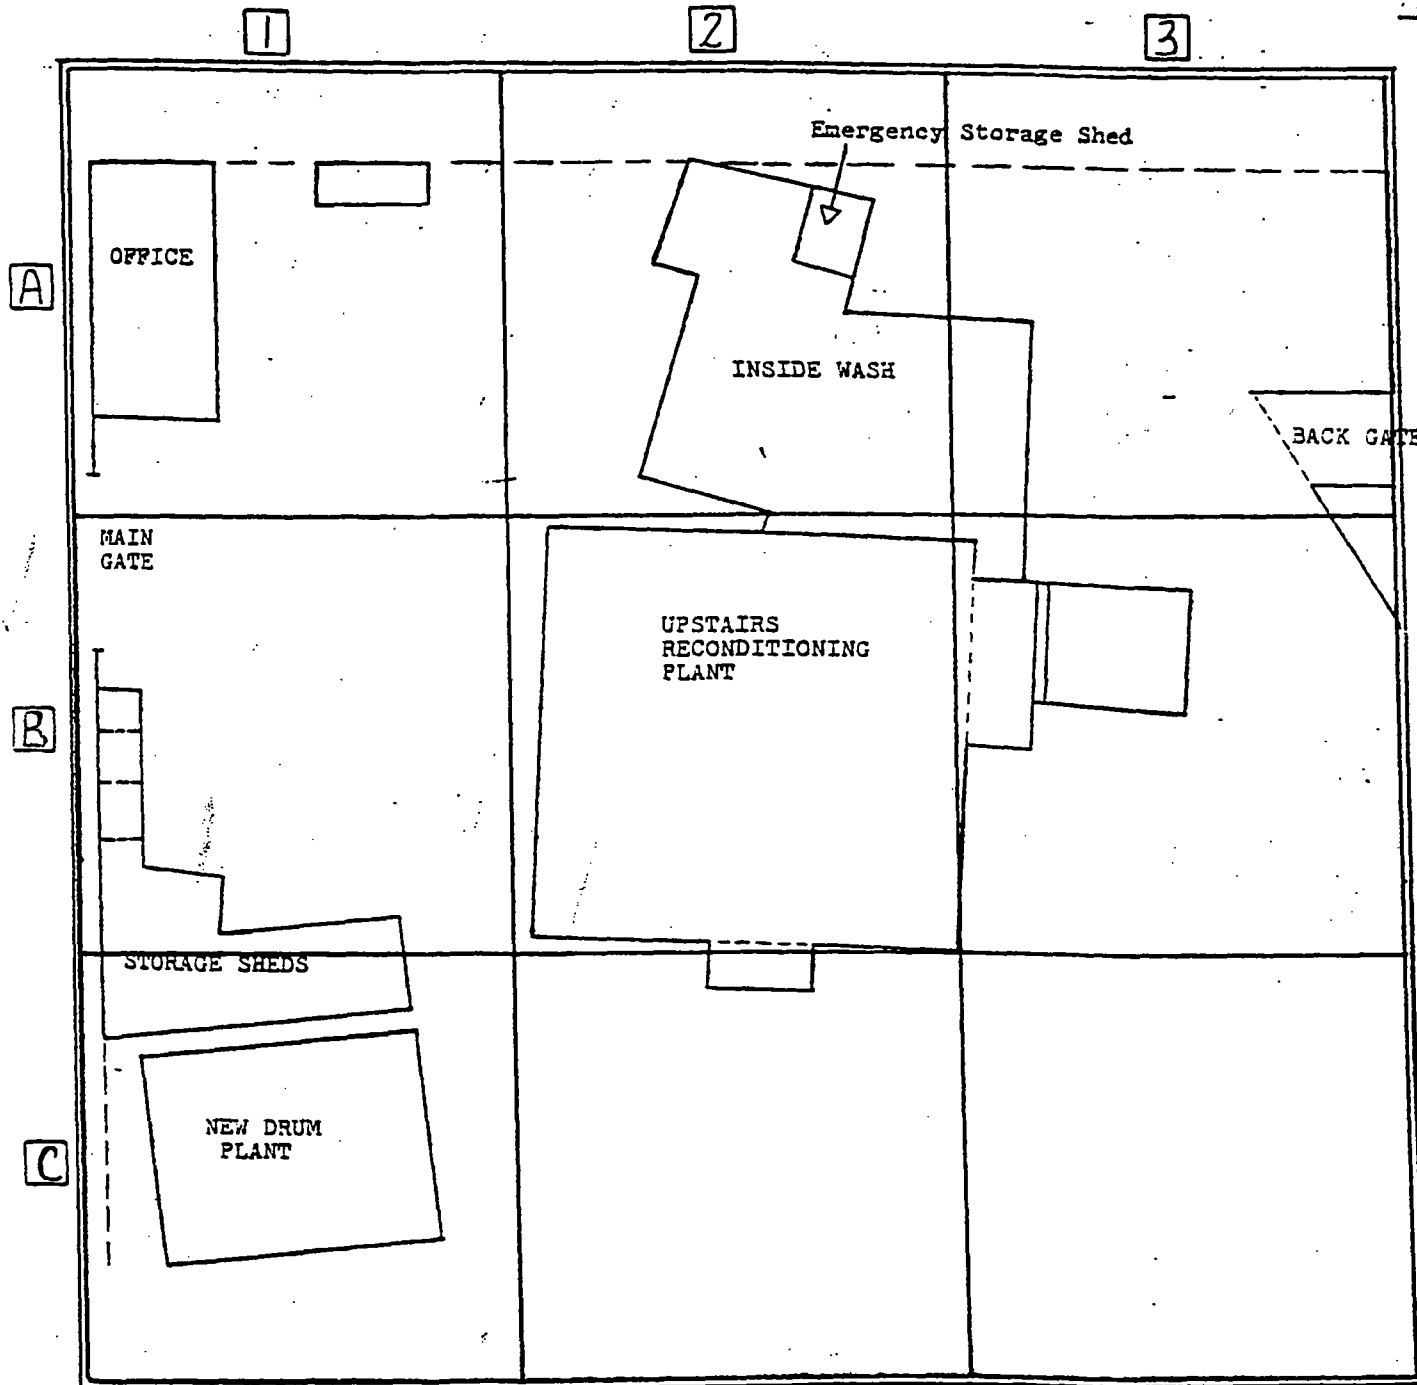 1
2
3
Emergency Storage Shed
OFFICE
A
INSIDE WASH
BACK GATE
MAIN
GATE
UPSTAIRS
RECONDITIONING
PLANT
B
STORAGE SHEDS
NEW DRUM
PLANT
C